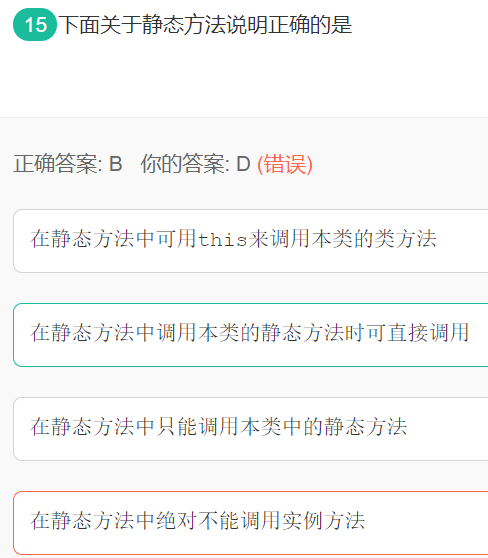 15 下面关于静态方法说明正确的是
正确答案: B 你的答案: D (错误)
在静态方法中可用this来调用本类的类方法
在静态方法中调用本类的静态方法时可直接调用
在静态方法中只能调用本类中的静态方法
在静态方法中绝对不能调用实例方法